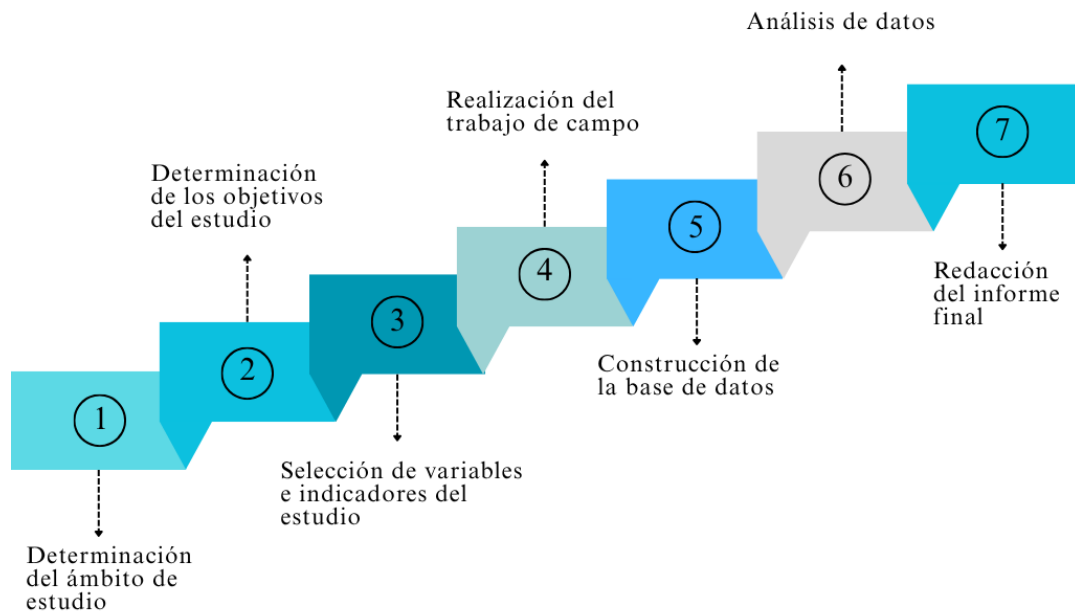 1
Determinación
del ámbito de
estudio
2
Determinación
de los objetivos
del estudio
3
Selección de variables
e indicadores del
estudio
4
Realización del
trabajo de campo
5
Construcción de
la base de datos
6
Análisis de datos
7
Redacción
del informe
final